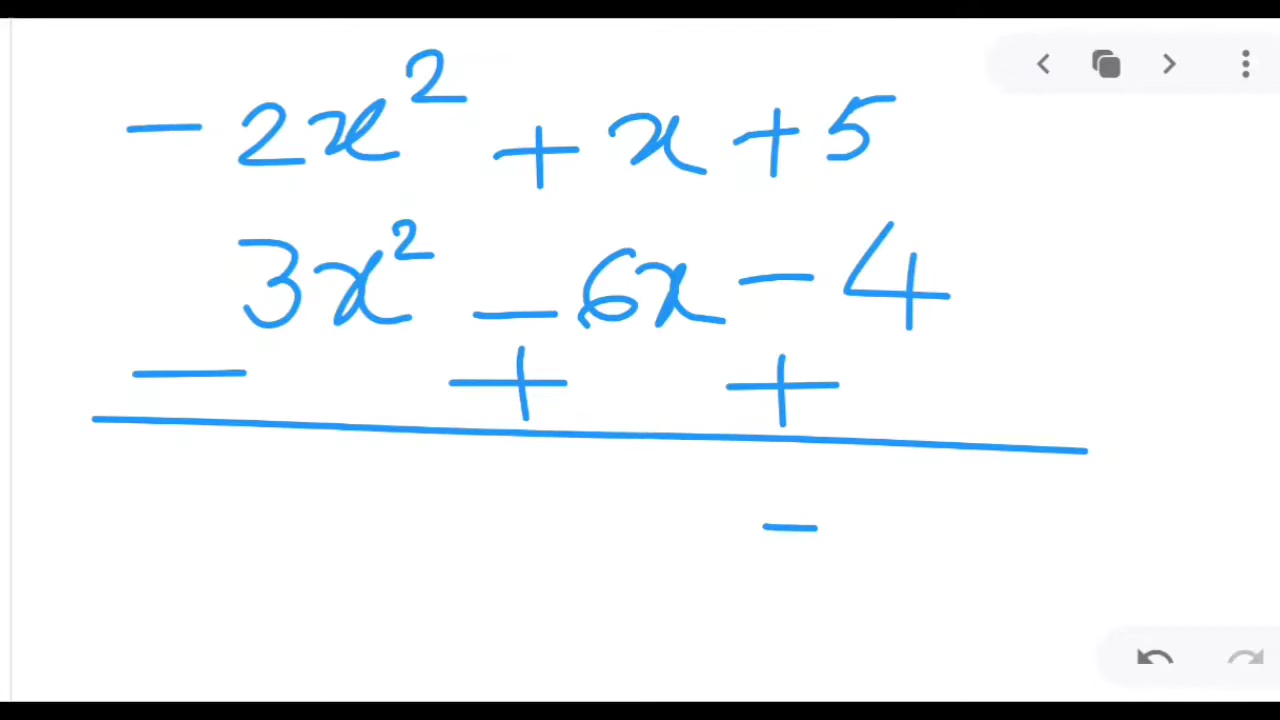 - 2x² + x + 5
3x² - 6x - 4
- + +
-